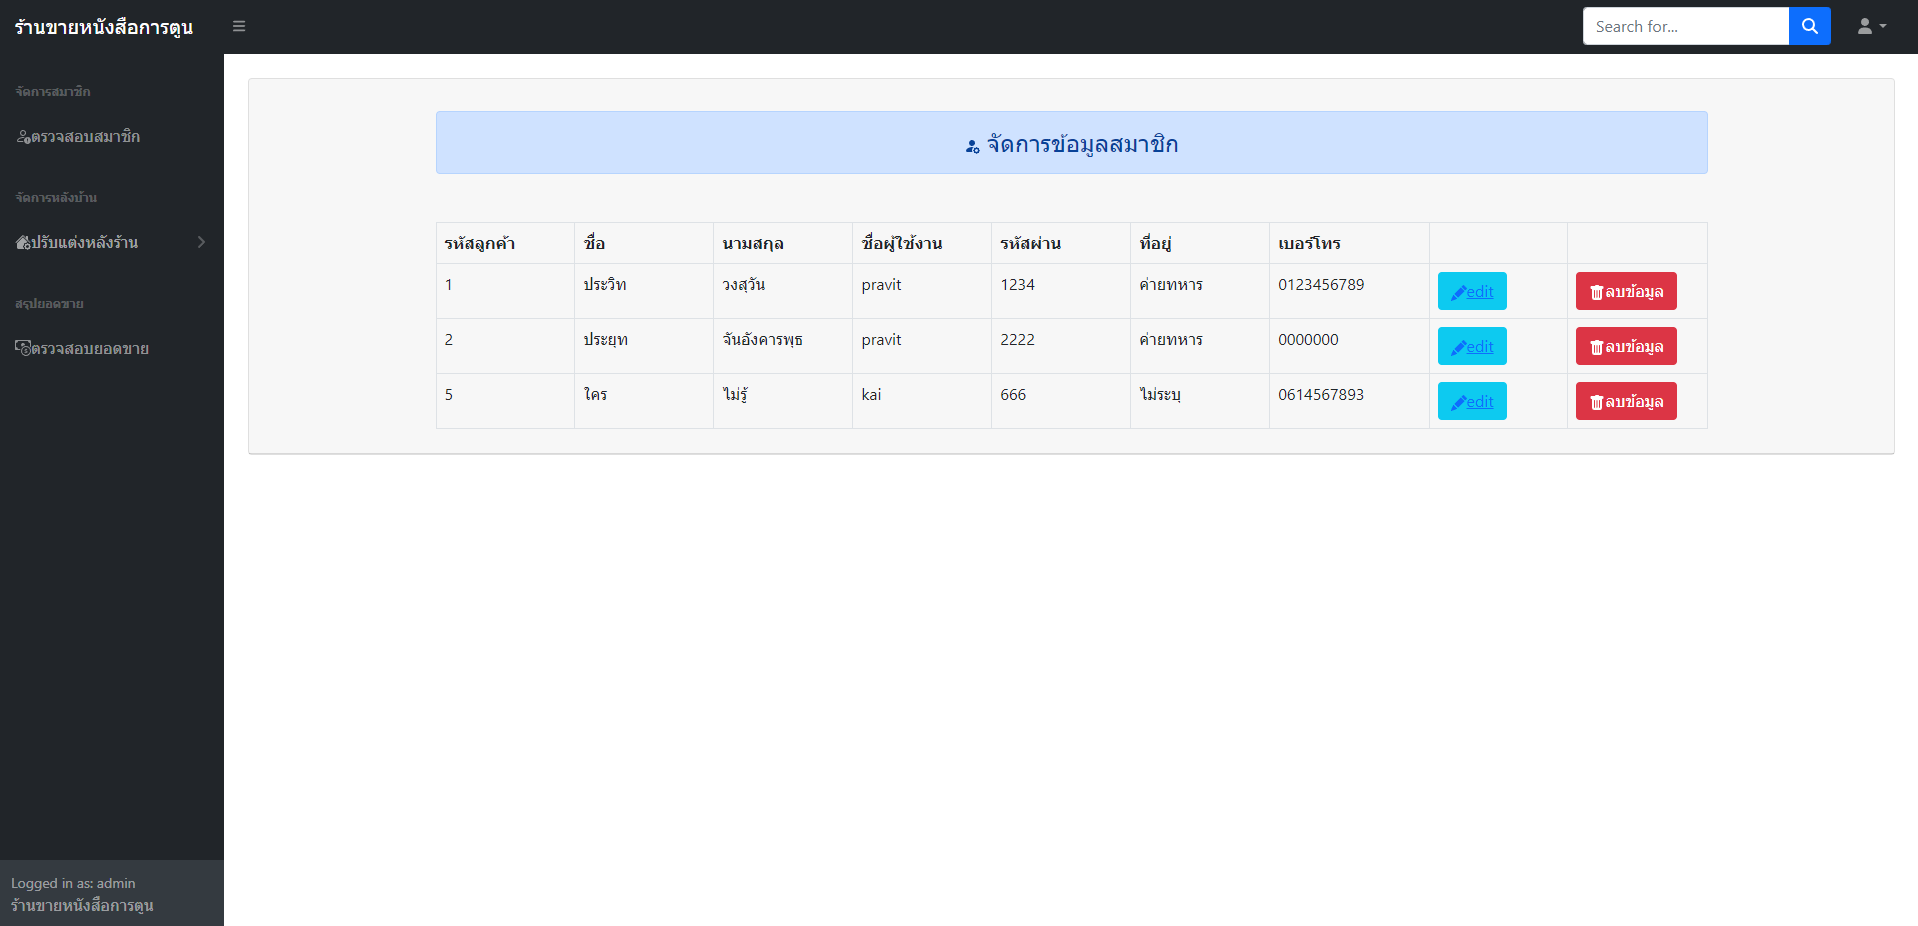 ร้านขายหนังสือการตูน
Search for...
จัดการสมาชิก
ตรวจสอบสมาชิก
จัดการหลังบ้าน
ปรับแต่งหลังร้าน
สรุปยอดขาย
ตรวจสอบยอดขาย
จัดการข้อมูลสมาชิก
รหัสลูกค้า ชื่อ นามสกุล ชื่อผู้ใช้งาน รหัสผ่าน ที่อยู่ เบอร์โทร
1 ประวิท วงสุวัน pravit 1234 ค่ายทหาร 0123456789 edit ลบข้อมูล
2 ประยุท จันอังคารพุธ pravit 2222 ค่ายทหาร 0000000 edit ลบข้อมูล
5 ใคร ไม่รู้ kai 666 ไม่ระบุ 0614567893 edit ลบข้อมูล
Logged in as: admin
ร้านขายหนังสือการตูน